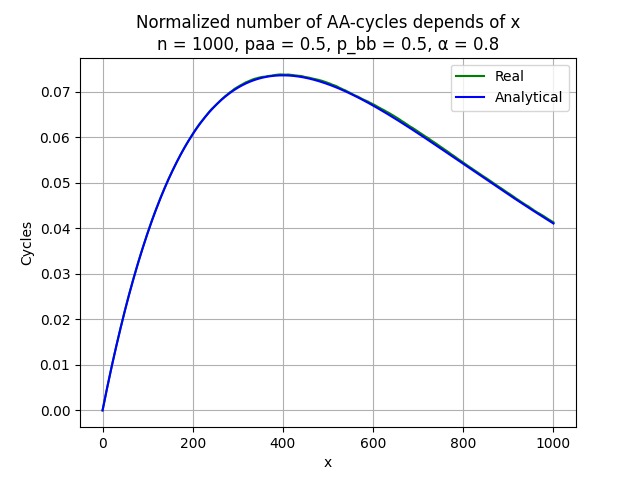 Normalized number of AA-cycles depends of x
n = 1000, paa = 0.5, p_bb = 0.5, α = 0.8
Real
Analytical
0.07
0.06
0.05
0.04
0.03
0.02
0.01
0.00
Cycles
0 200 400 600 800 1000
x